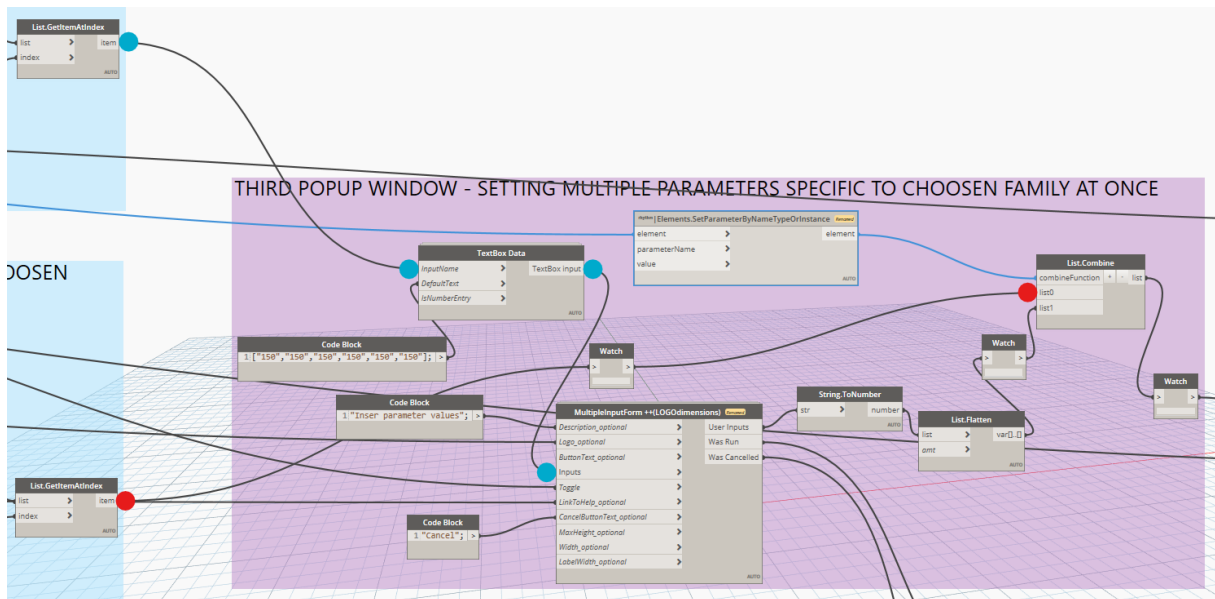 List.GetItemAtIndex
list > item
index >
AUTO
THIRD POPUP WINDOW - SETTING MULTIPLE PARAMETERS SPECIFIC TO CHOOSEN FAMILY AT ONCE
| Elements.SetParameterByNameTypeOrInstance
element > element
parameterName >
value >
AUTO
TextBox Data
InputName > TextBox input
DefaultText >
IsNumberEntry >
AUTO
List.Combine
combineFunction + - list
list0
list1
AUTO
OOSEN
Code Block
1 ["150","150","150","150","150","150"]; >
Watch
> >
Watch
> >
Watch
> >
Code Block
1 "Inser parameter values"; >
String.ToNumber
str > number
AUTO
List.Flatten
list > var[]..[]
amt >
AUTO
MultipleInputForm ++(LOGOdimensions)
Description_optional > User Inputs
Logo_optional > Was Run
ButtonText_optional > Was Cancelled
Inputs >
Toggle >
LinkToHelp_optional >
CancelButtonText_optional >
MaxHeight_optional >
Width_optional >
LabelWidth_optional >
AUTO
List.GetItemAtIndex
list > item
index >
AUTO
Code Block
1 "Cancel"; >